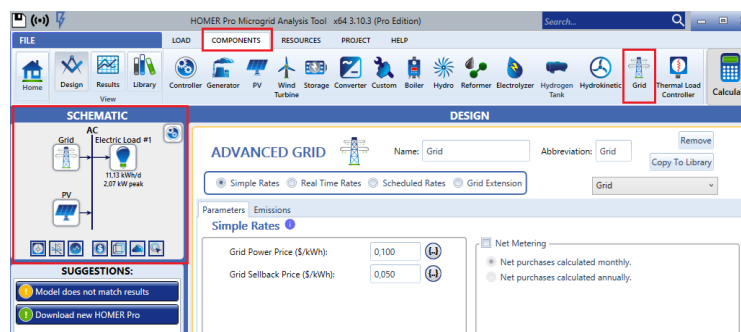 HOMER Pro Microgrid Analysis Tool x64 3.10.3 (Pro Edition)
Search...
FILE
LOAD COMPONENTS RESOURCES PROJECT HELP
Home
Design
Results
Library
View
Controller
Generator
PV
Wind
Turbine
Storage
Converter
Custom
Boiler
Hydro
Reformer
Electrolyzer
Hydrogen
Tank
Hydrokinetic
Grid
Thermal Load
Controller
SCHEMATIC
DESIGN
AC
Grid
Electric Load #1
11,13 kWh/d
2,07 kW peak
PV
SUGGESTIONS:
Model does not match results
Download new HOMER Pro
ADVANCED GRID
Name: Grid
Abbreviation: Grid
Remove
Copy To Library
Simple Rates Real Time Rates Scheduled Rates Grid Extension
Grid
Parameters Emissions
Simple Rates
Grid Power Price ($/kWh): 0,100 {..}
Grid Sellback Price ($/kWh): 0,050 {..}
Net Metering
Net purchases calculated monthly.
Net purchases calculated annually.